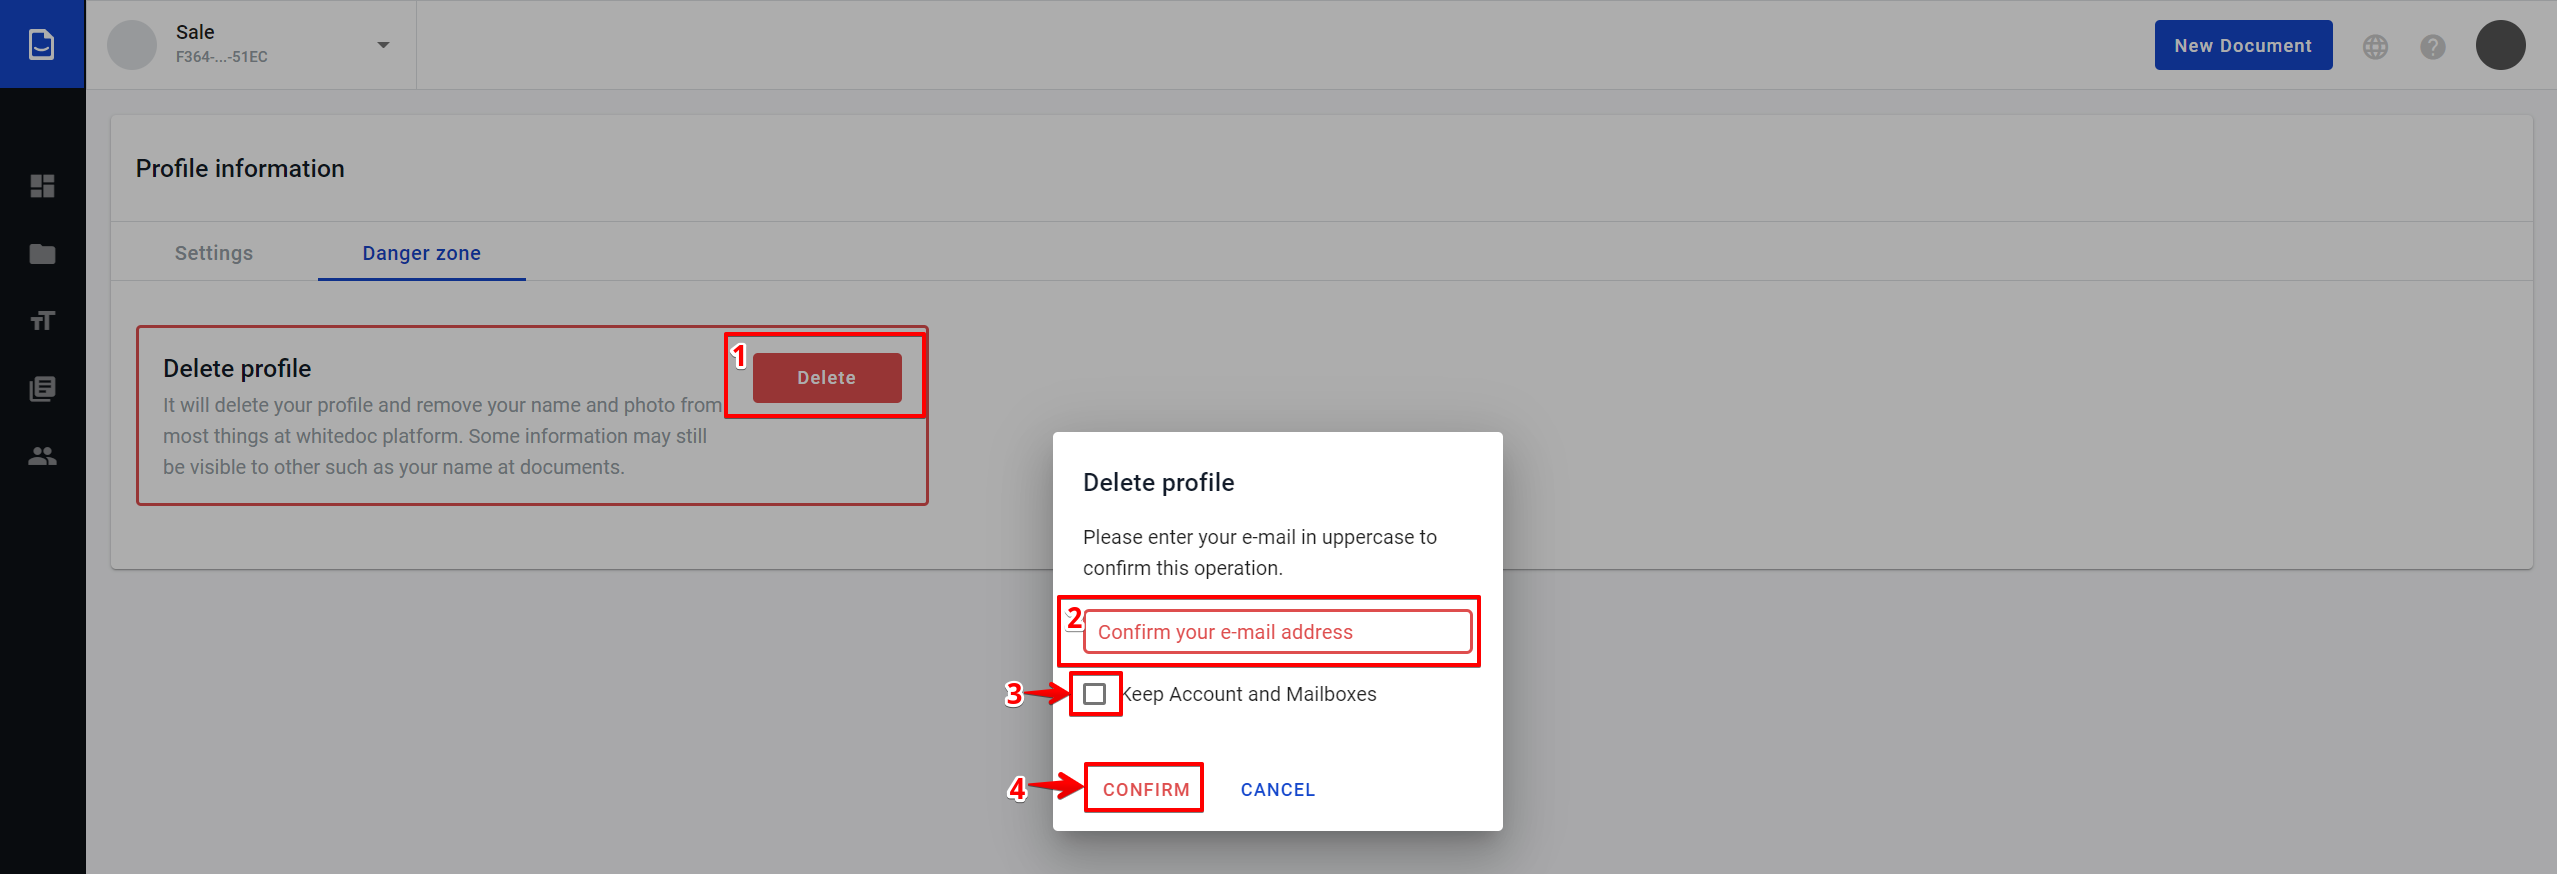 Sale
F364-...-51EC
New Document
Profile information
Settings
Danger zone
Delete profile
1
Delete
It will delete your profile and remove your name and photo from
most things at whitedoc platform. Some information may still
be visible to other such as your name at documents.
Delete profile
Please enter your e-mail in uppercase to
confirm this operation.
2
Confirm your e-mail address
3
Keep Account and Mailboxes
4
CONFIRM
CANCEL